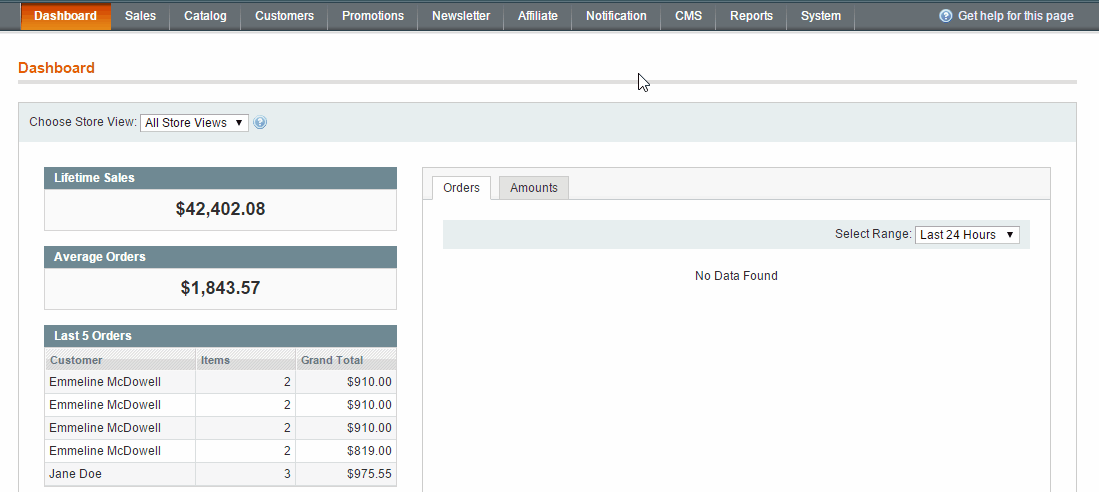 Dashboard Sales Catalog Customers Promotions Newsletter Affiliate Notification CMS Reports System Get help for this page
Dashboard
Choose Store View: All Store Views
Lifetime Sales
$42,402.08
Average Orders
$1,843.57
Last 5 Orders
Customer Items Grand Total
Emmeline McDowell 2 $910.00
Emmeline McDowell 2 $910.00
Emmeline McDowell 2 $910.00
Emmeline McDowell 2 $819.00
Jane Doe 3 $975.55
Orders Amounts
Select Range: Last 24 Hours
No Data Found